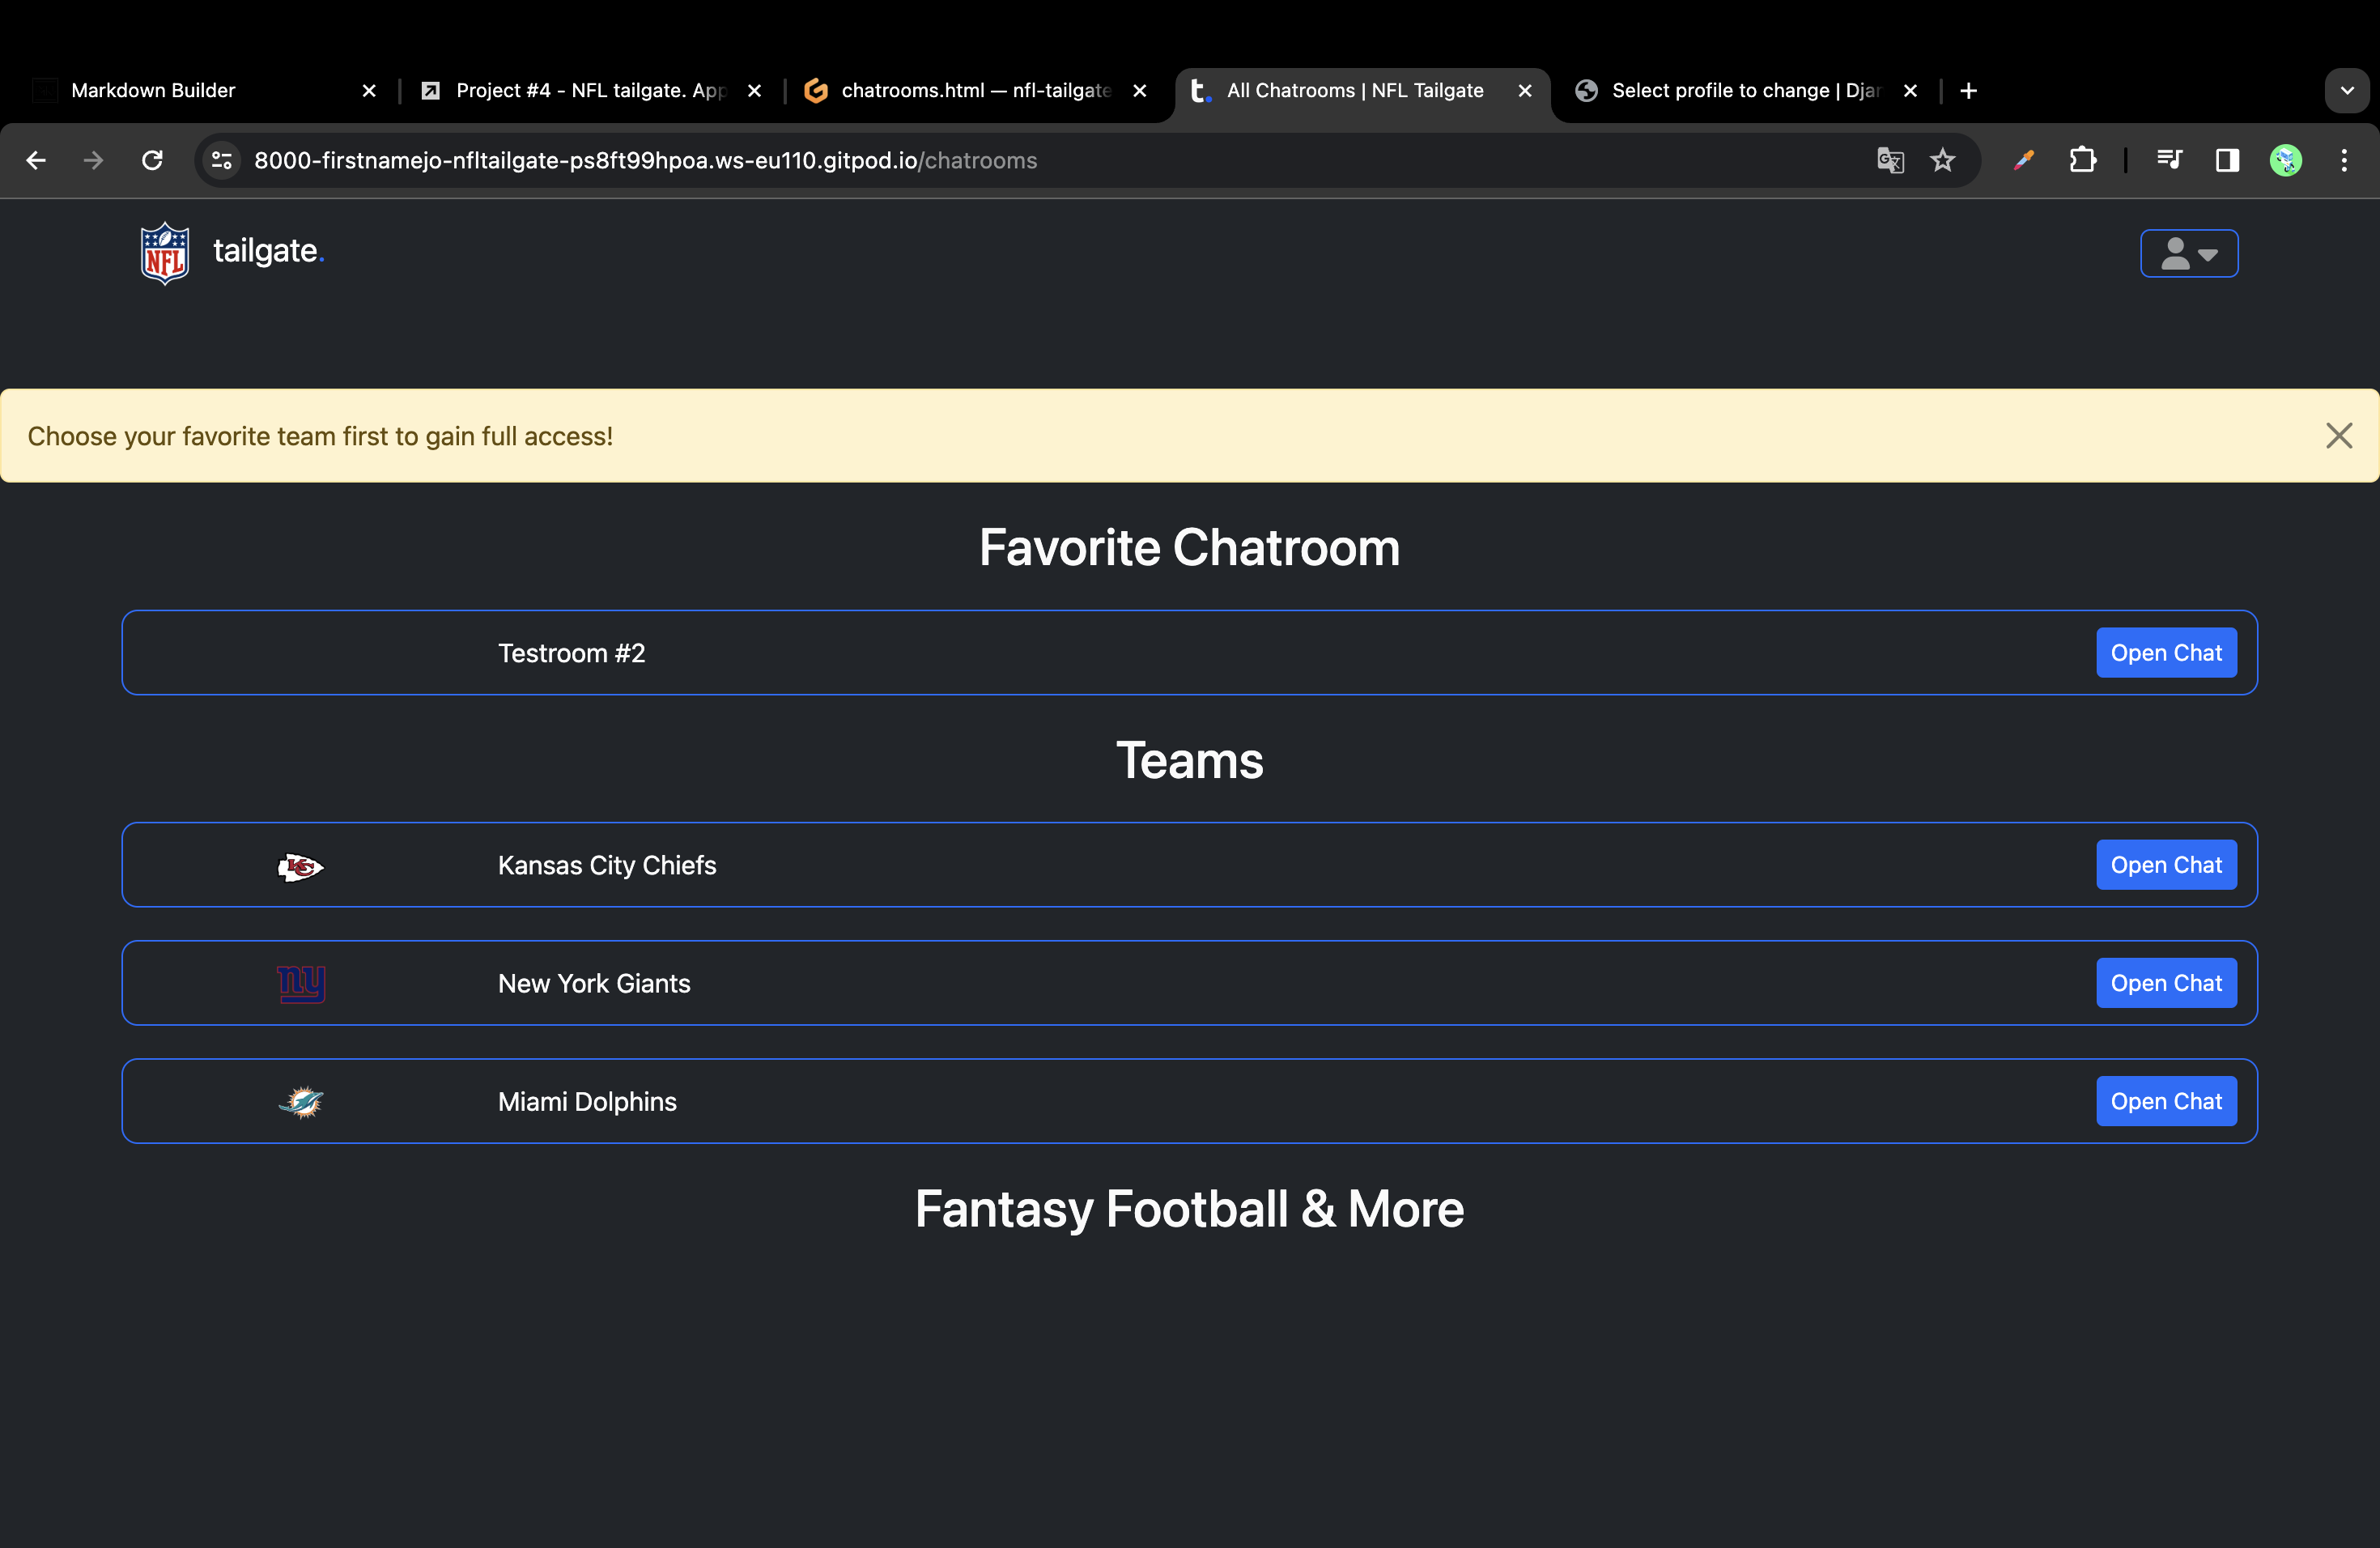 Markdown Builder
Project #4 - NFL tailgate. App
chatrooms.html — nfl-tailgate
All Chatrooms | NFL Tailgate
Select profile to change | Djan
8000-firstnamejo-nfltailgate-ps8ft99hpoa.ws-eu110.gitpod.io/chatrooms
NFL tailgate.
Choose your favorite team first to gain full access!
Favorite Chatroom
Testroom #2 Open Chat
Teams
KC Kansas City Chiefs Open Chat
ny New York Giants Open Chat
Miami Dolphins Open Chat
Fantasy Football & More